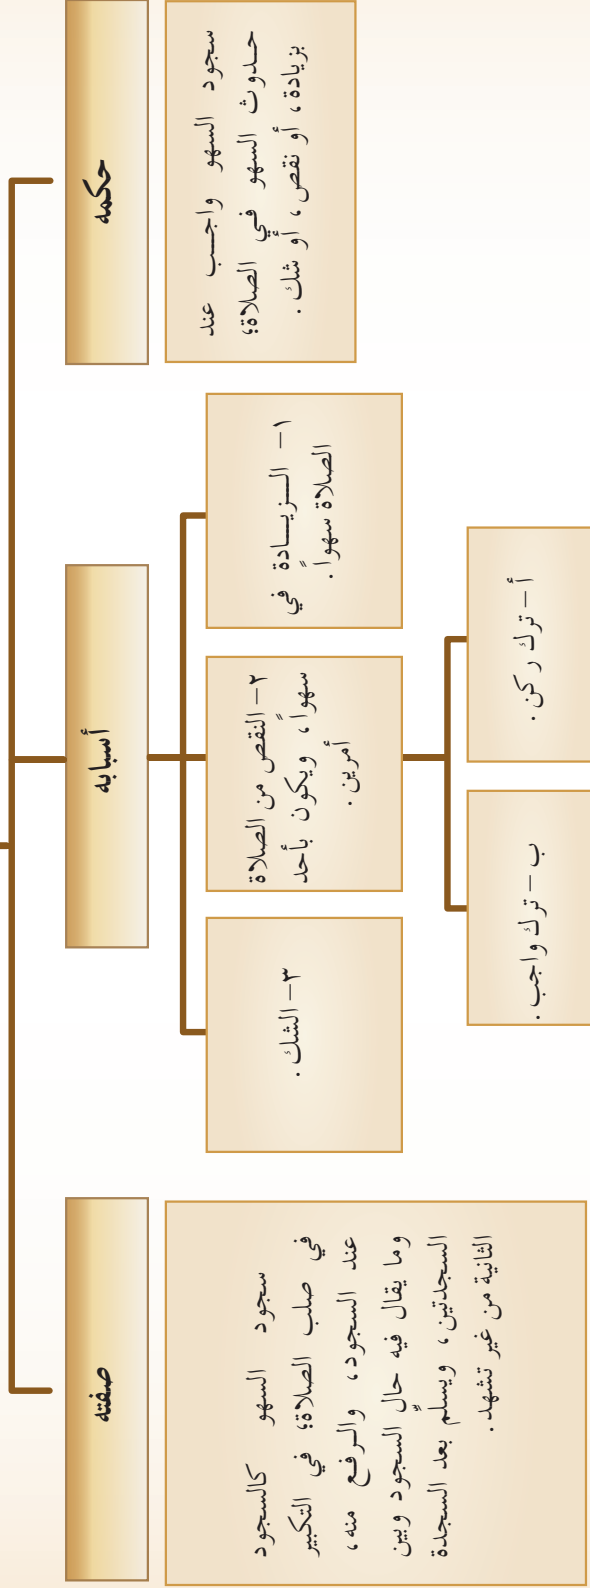 حكمه
سجود السهو واجب عند
حدوث السهو في الصلاة؛
بزيادة، أو نقص، أو شك.
أسبابه
١- الزيادة في
الصلاة سهواً.
٢- النقص من الصلاة
سهواً، ويكون بأحد
أمرين.
أ- ترك ركن.
ب- ترك واجب.
٣- الشك.
صفته
سجود السهو كالسجود
في صلب الصلاة؛ في التكبير
عند السجود، والرفع منه،
وما يقال فيه حال السجود وبين
السجدتين، ويسلم بعد السجدة
الثانية من غير تشهد.